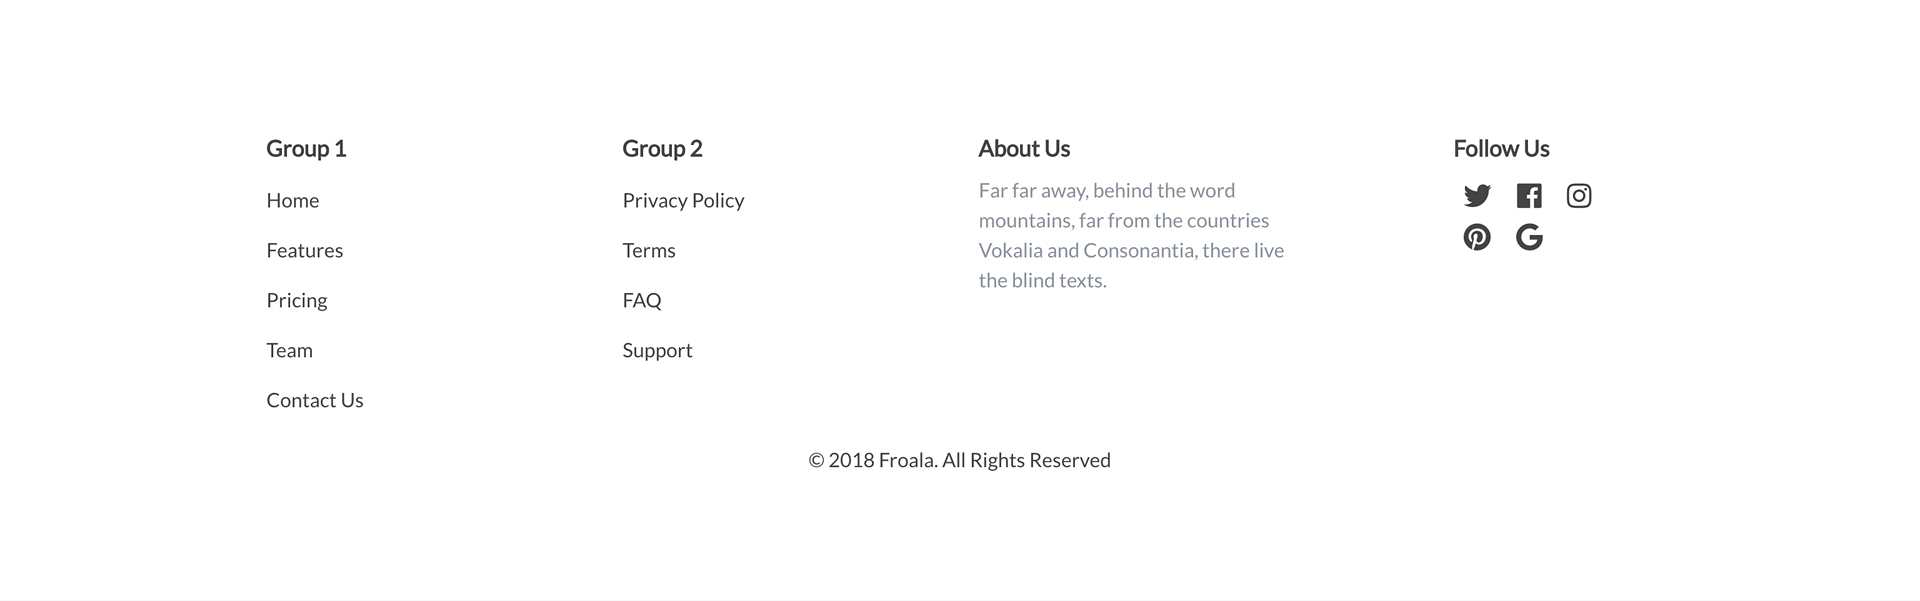 Group 1
Home
Features
Pricing
Team
Contact Us
Group 2
Privacy Policy
Terms
FAQ
Support
About Us
Far far away, behind the word
mountains, far from the countries
Vokalia and Consonantia, there live
the blind texts.
Follow Us
© 2018 Froala. All Rights Reserved